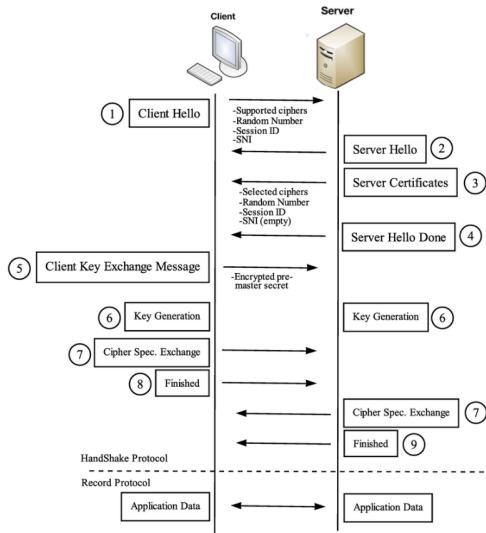 Client
Server
1
Client Hello
-Supported ciphers
-Random Number
-Session ID
-SNI
Server Hello
2
Server Certificates
3
-Selected ciphers
-Random Number
-Session ID
-SNI (empty)
Server Hello Done
4
5
Client Key Exchange Message
-Encrypted pre-
master secret
6
Key Generation
Key Generation
6
7
Cipher Spec. Exchange
8
Finished
Cipher Spec. Exchange
7
Finished
9
HandShake Protocol
Record Protocol
Application Data
Application Data